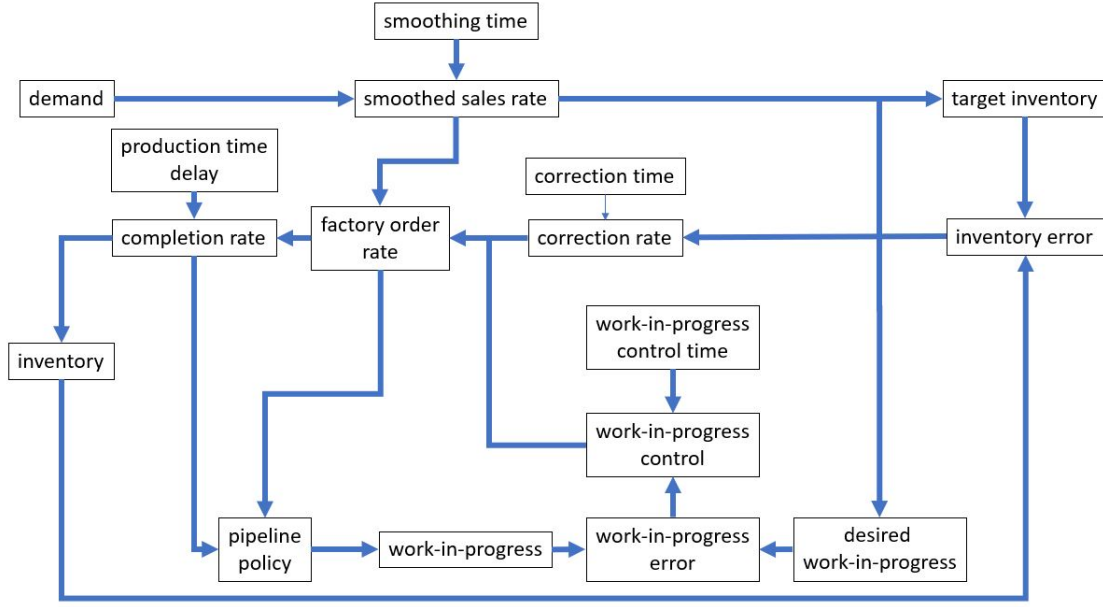 smoothing time
demand
smoothed sales rate
target inventory
production time
delay
correction time
completion rate
factory order
rate
correction rate
inventory error
work-in-progress
control time
inventory
work-in-progress
control
pipeline
policy
work-in-progress
work-in-progress
error
desired
work-in-progress